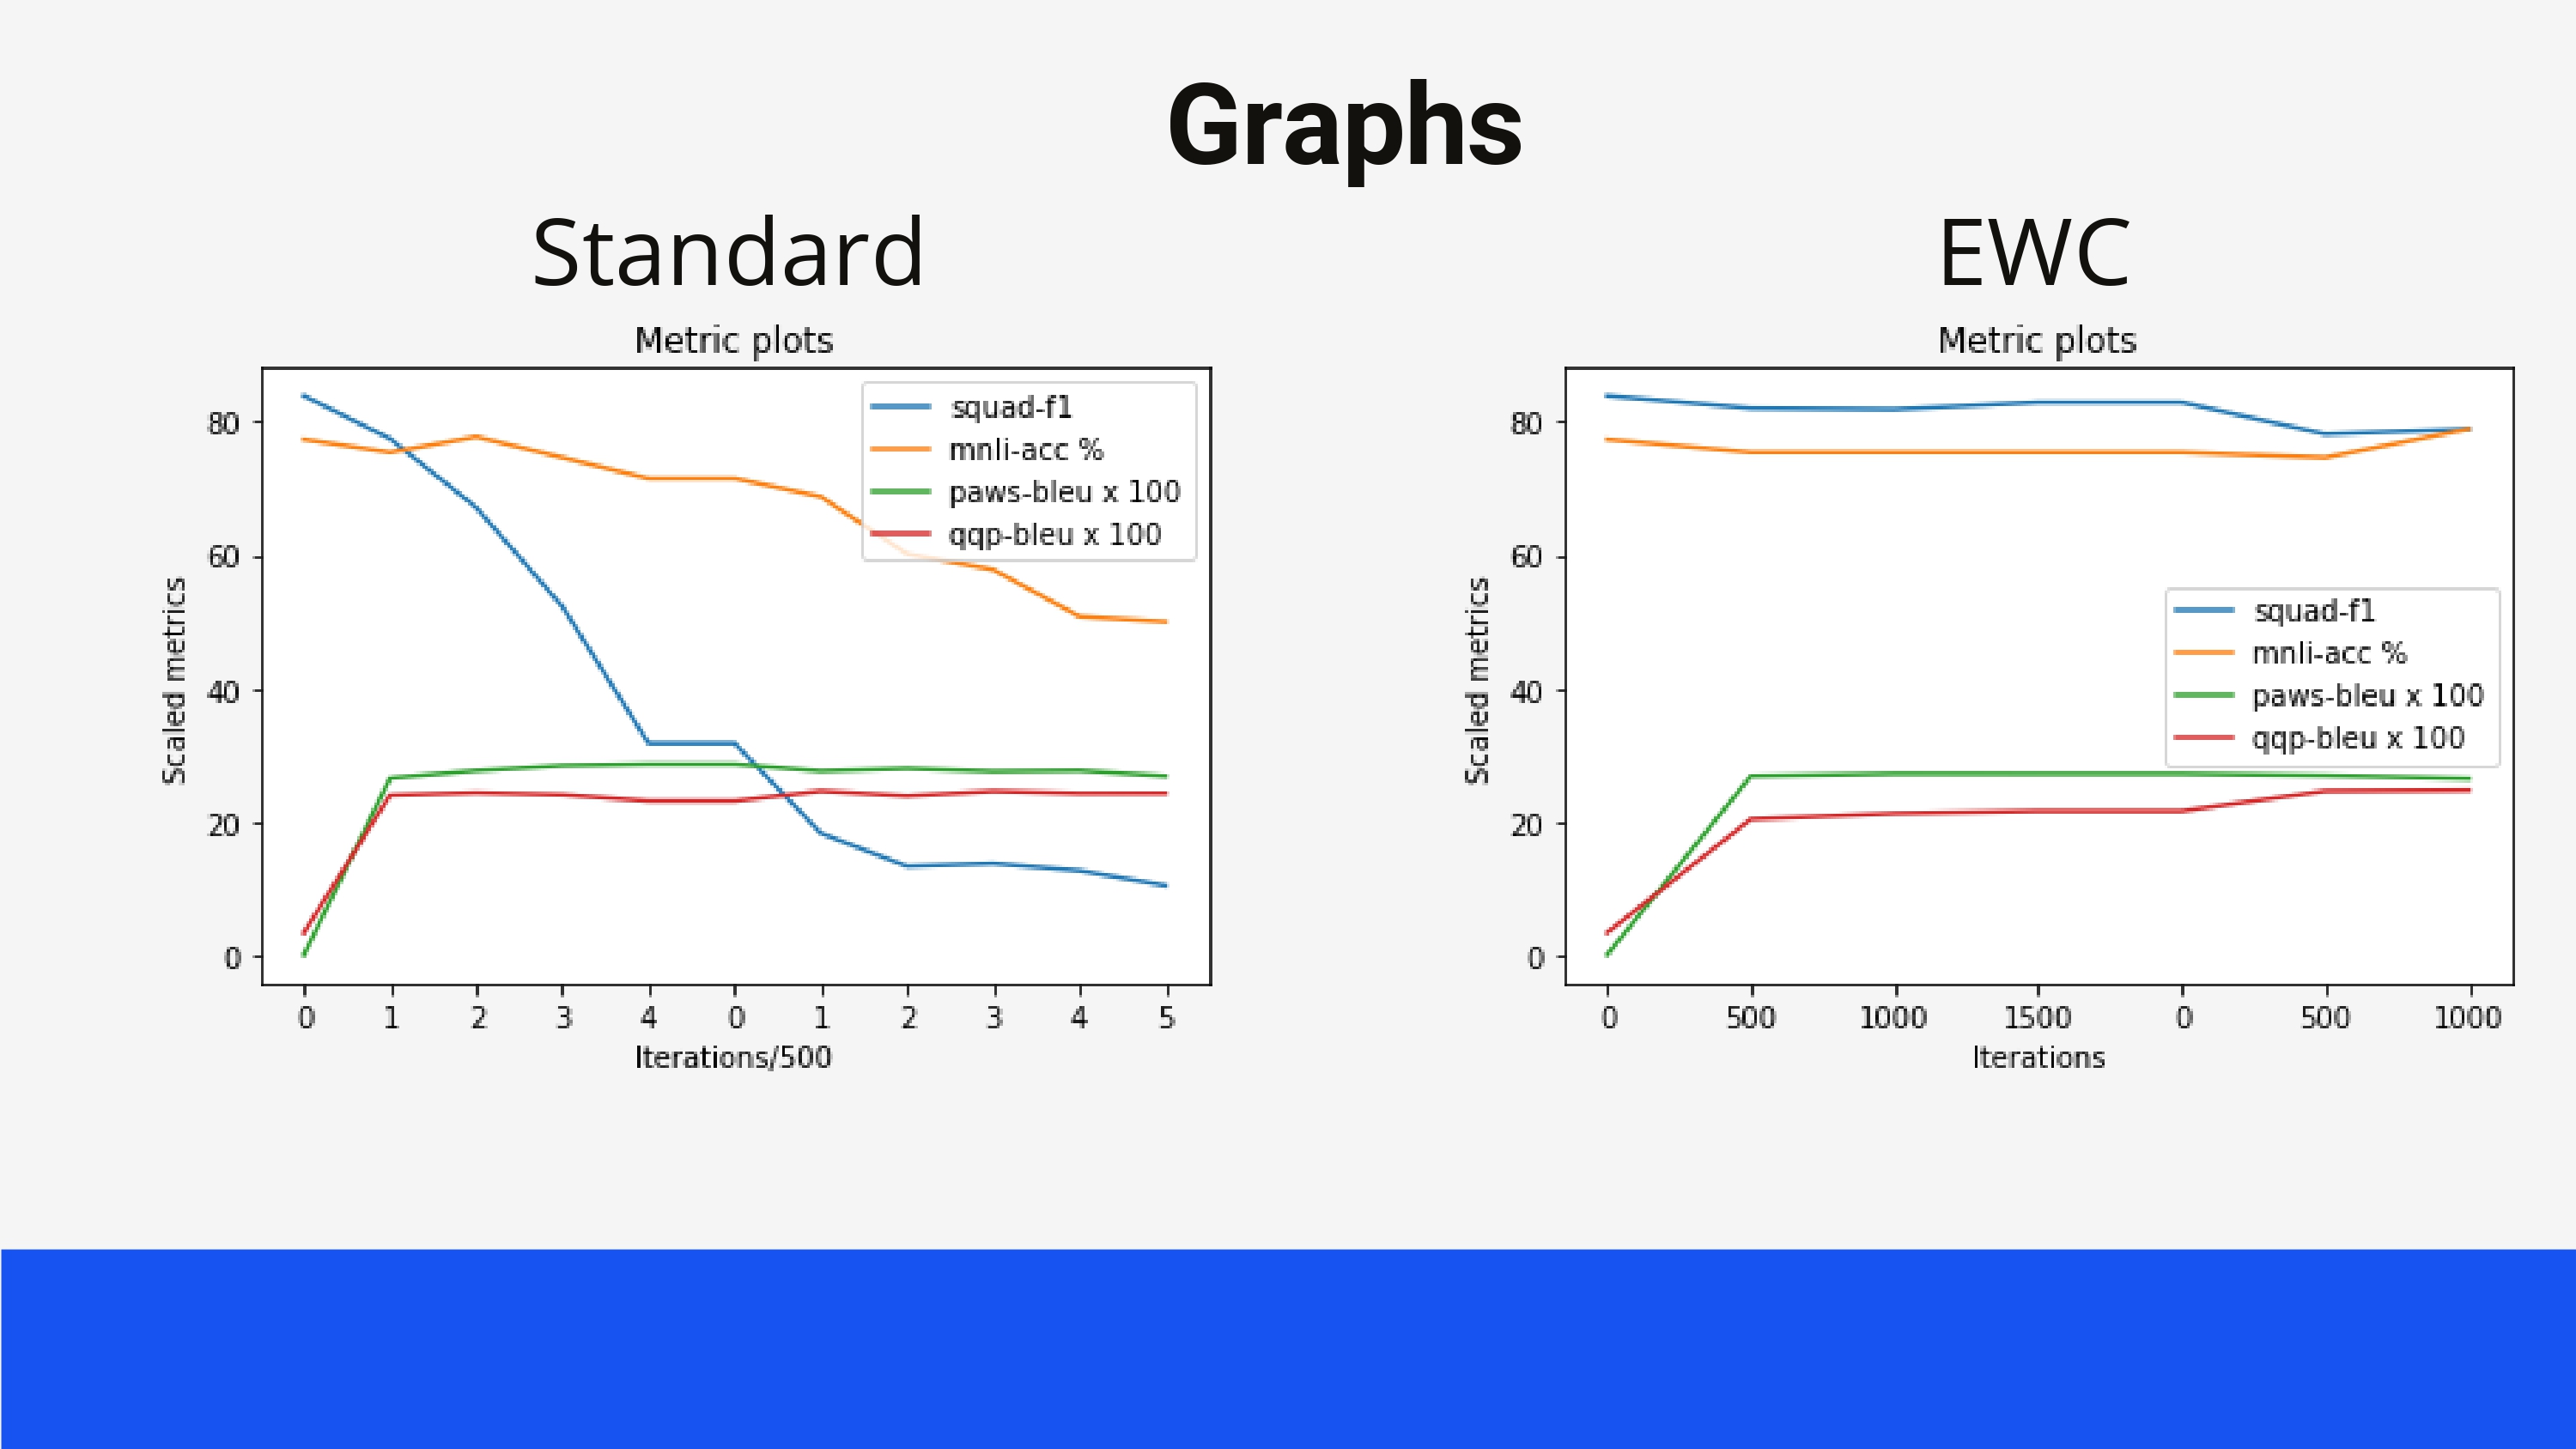 Graphs
Standard
Metric plots
squad-f1
mnli-acc %
paws-bleu x 100
qqp-bleu x 100
Scaled metrics
80
60
40
20
0
0 1 2 3 4 0 1 2 3 4 5
Iterations/500
EWC
Metric plots
squad-f1
mnli-acc %
paws-bleu x 100
qqp-bleu x 100
Scaled metrics
80
60
40
20
0
0 500 1000 1500 0 500 1000
Iterations